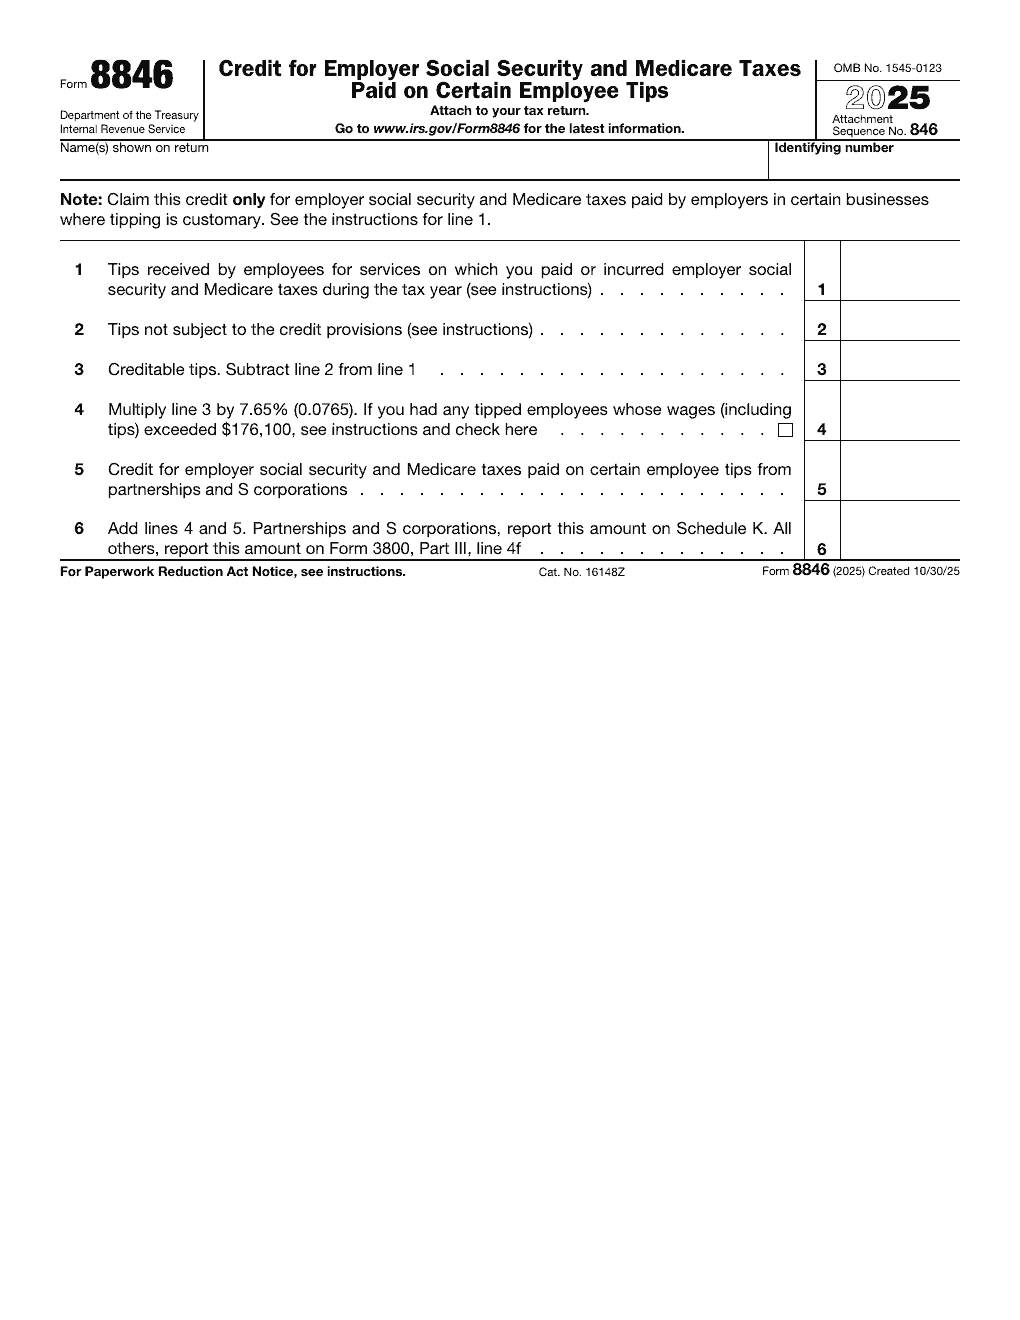 Form 8846
Department of the Treasury
Internal Revenue Service
Credit for Employer Social Security and Medicare Taxes
Paid on Certain Employee Tips
Attach to your tax return.
Go to www.irs.gov/Form8846 for the latest information.
OMB No. 1545-0123
2025
Attachment
Sequence No. 846
Name(s) shown on return
Identifying number
Note: Claim this credit only for employer social security and Medicare taxes paid by employers in certain businesses
where tipping is customary. See the instructions for line 1.
1 Tips received by employees for services on which you paid or incurred employer social
security and Medicare taxes during the tax year (see instructions) . . . . . . . . . . 1
2 Tips not subject to the credit provisions (see instructions) . . . . . . . . . . . . . 2
3 Creditable tips. Subtract line 2 from line 1 . . . . . . . . . . . . . . . . . . 3
4 Multiply line 3 by 7.65% (0.0765). If you had any tipped employees whose wages (including
tips) exceeded $176,100, see instructions and check here . . . . . . . . . . . 4
5 Credit for employer social security and Medicare taxes paid on certain employee tips from
partnerships and S corporations . . . . . . . . . . . . . . . . . . . . . . 5
6 Add lines 4 and 5. Partnerships and S corporations, report this amount on Schedule K. All
others, report this amount on Form 3800, Part III, line 4f . . . . . . . . . . . . . 6
For Paperwork Reduction Act Notice, see instructions.
Cat. No. 16148Z
Form 8846 (2025) Created 10/30/25